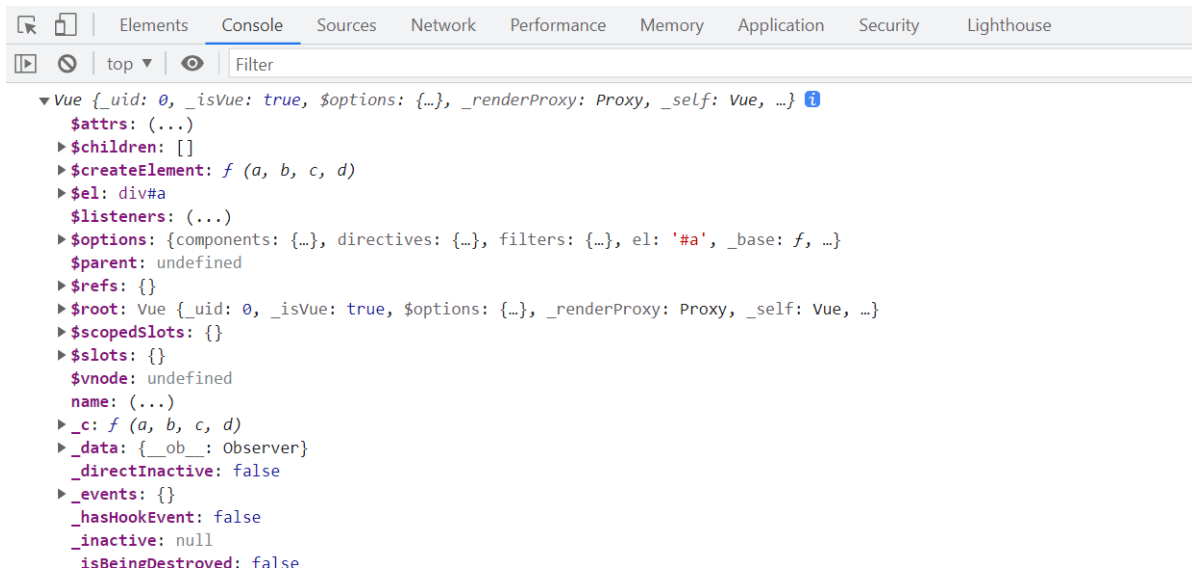 Elements Console Sources Network Performance Memory Application Security Lighthouse
top ▼ Filter
▼Vue {_uid: 0, _isVue: true, $options: {…}, _renderProxy: Proxy, _self: Vue, …} i
$attrs: (...)
▶$children: []
▶$createElement: ƒ (a, b, c, d)
▶$el: div#a
$listeners: (...)
▶$options: {components: {…}, directives: {…}, filters: {…}, el: '#a', _base: ƒ, …}
$parent: undefined
▶$refs: {}
▶$root: Vue {_uid: 0, _isVue: true, $options: {…}, _renderProxy: Proxy, _self: Vue, …}
▶$scopedSlots: {}
▶$slots: {}
$vnode: undefined
name: (...)
▶_c: ƒ (a, b, c, d)
▶_data: {__ob__: Observer}
_directInactive: false
▶_events: {}
_hasHookEvent: false
_inactive: null
_isBeingDestroyed: false